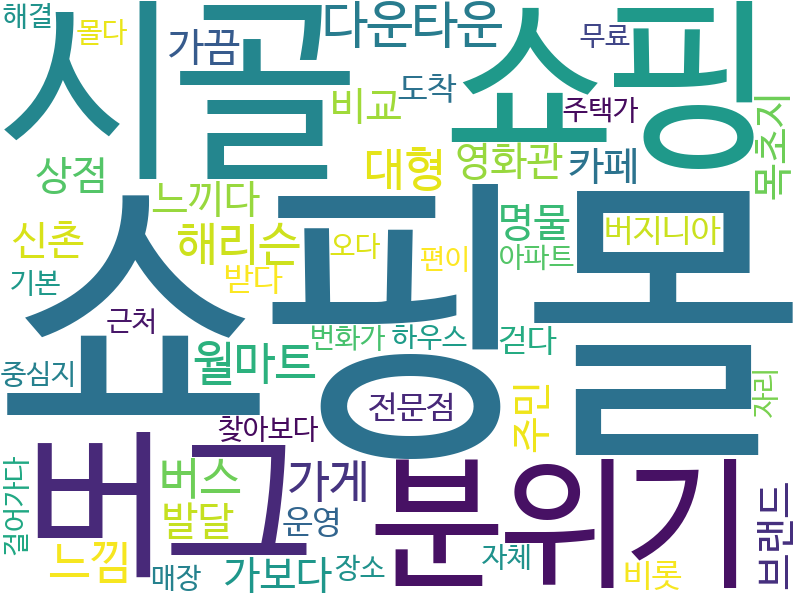 해결
몰다
가끔
다운타운
무료
시골
쇼핑
비교
도착
주택가
목초지
상점
대형
영화관
카페
느끼다
명물
버지니아
신촌
해리슨
오다
편이
아파트
기본
받다
쇼핑몰
근처
번화가
하우스
걷다
중심지
월마트
전문점
주민
자리
찾아보다
버그
분위기
버스
가게
걸어가다
발달
운영
브랜드
느낌
매장
가보다
장소
자체
비롯